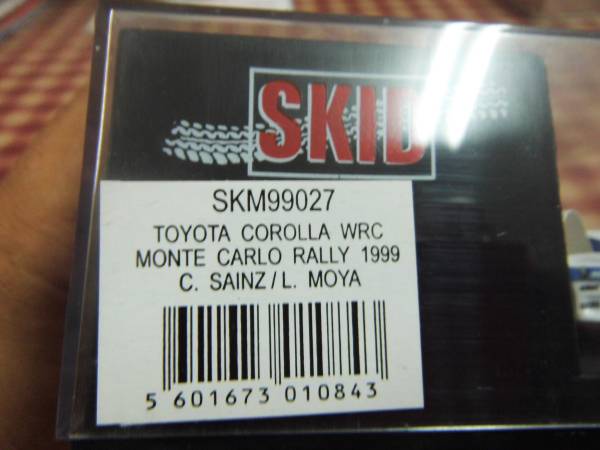 SKID
SKM99027
TOYOTA COROLLA WRC
MONTE CARLO RALLY 1999
C. SAINZ/L. MOYA
5 601673 010843